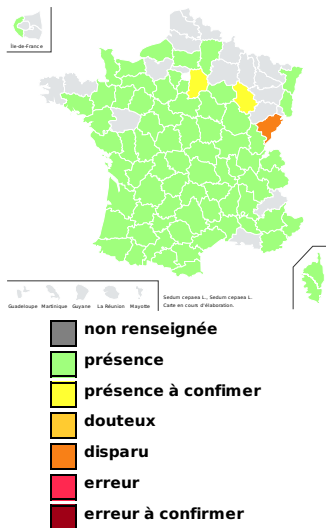 Île-de-France
Guadeloupe Martinique Guyane La Réunion Mayotte
Sedum cepaea L., Sedum cepaea L.
Carte en cours d'élaboration.
non renseignée
présence
présence à confimer
douteux
disparu
erreur
erreur à confirmer